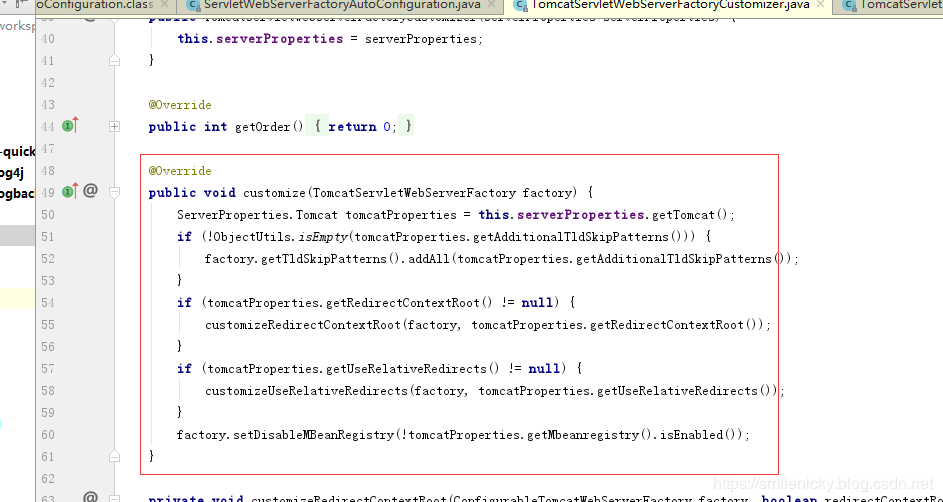 oConfiguration.class ServletWebServerFactoryAutoConfiguration.java TomcatServletWebServerFactoryCustomizer.java TomcatServlet
workspa
40 this.serverProperties = serverProperties;
41 }
42
43 @Override
44 public int getOrder() { return 0; }
47
48 @Override
49 @ public void customize(TomcatServletWebServerFactory factory) {
50 ServerProperties.Tomcat tomcatProperties = this.serverProperties.getTomcat();
51 if (!ObjectUtils.isEmpty(tomcatProperties.getAdditionalTldSkipPatterns())) {
52 factory.getTldSkipPatterns().addAll(tomcatProperties.getAdditionalTldSkipPatterns());
53 }
54 if (tomcatProperties.getRedirectContextRoot() != null) {
55 customizeRedirectContextRoot(factory, tomcatProperties.getRedirectContextRoot());
56 }
57 if (tomcatProperties.getUseRelativeRedirects() != null) {
58 customizeUseRelativeRedirects(factory, tomcatProperties.getUseRelativeRedirects());
59 }
60 factory.setDisableMBeanRegistry(!tomcatProperties.getMbeanregistry().isEnabled());
61 }
62
63 @ private void customizeRedirectContextRoot(ConfigurableTomcatWebServerFactory factory, boolean redirectContextRo
-quick
og4j
ogbac
https://smilenicky.blog.csdn.net